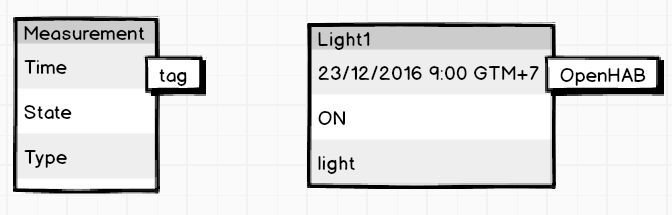 Measurement
Time
tag
State
Type
Light1
23/12/2016 9:00 GTM+7
OpenHAB
ON
light